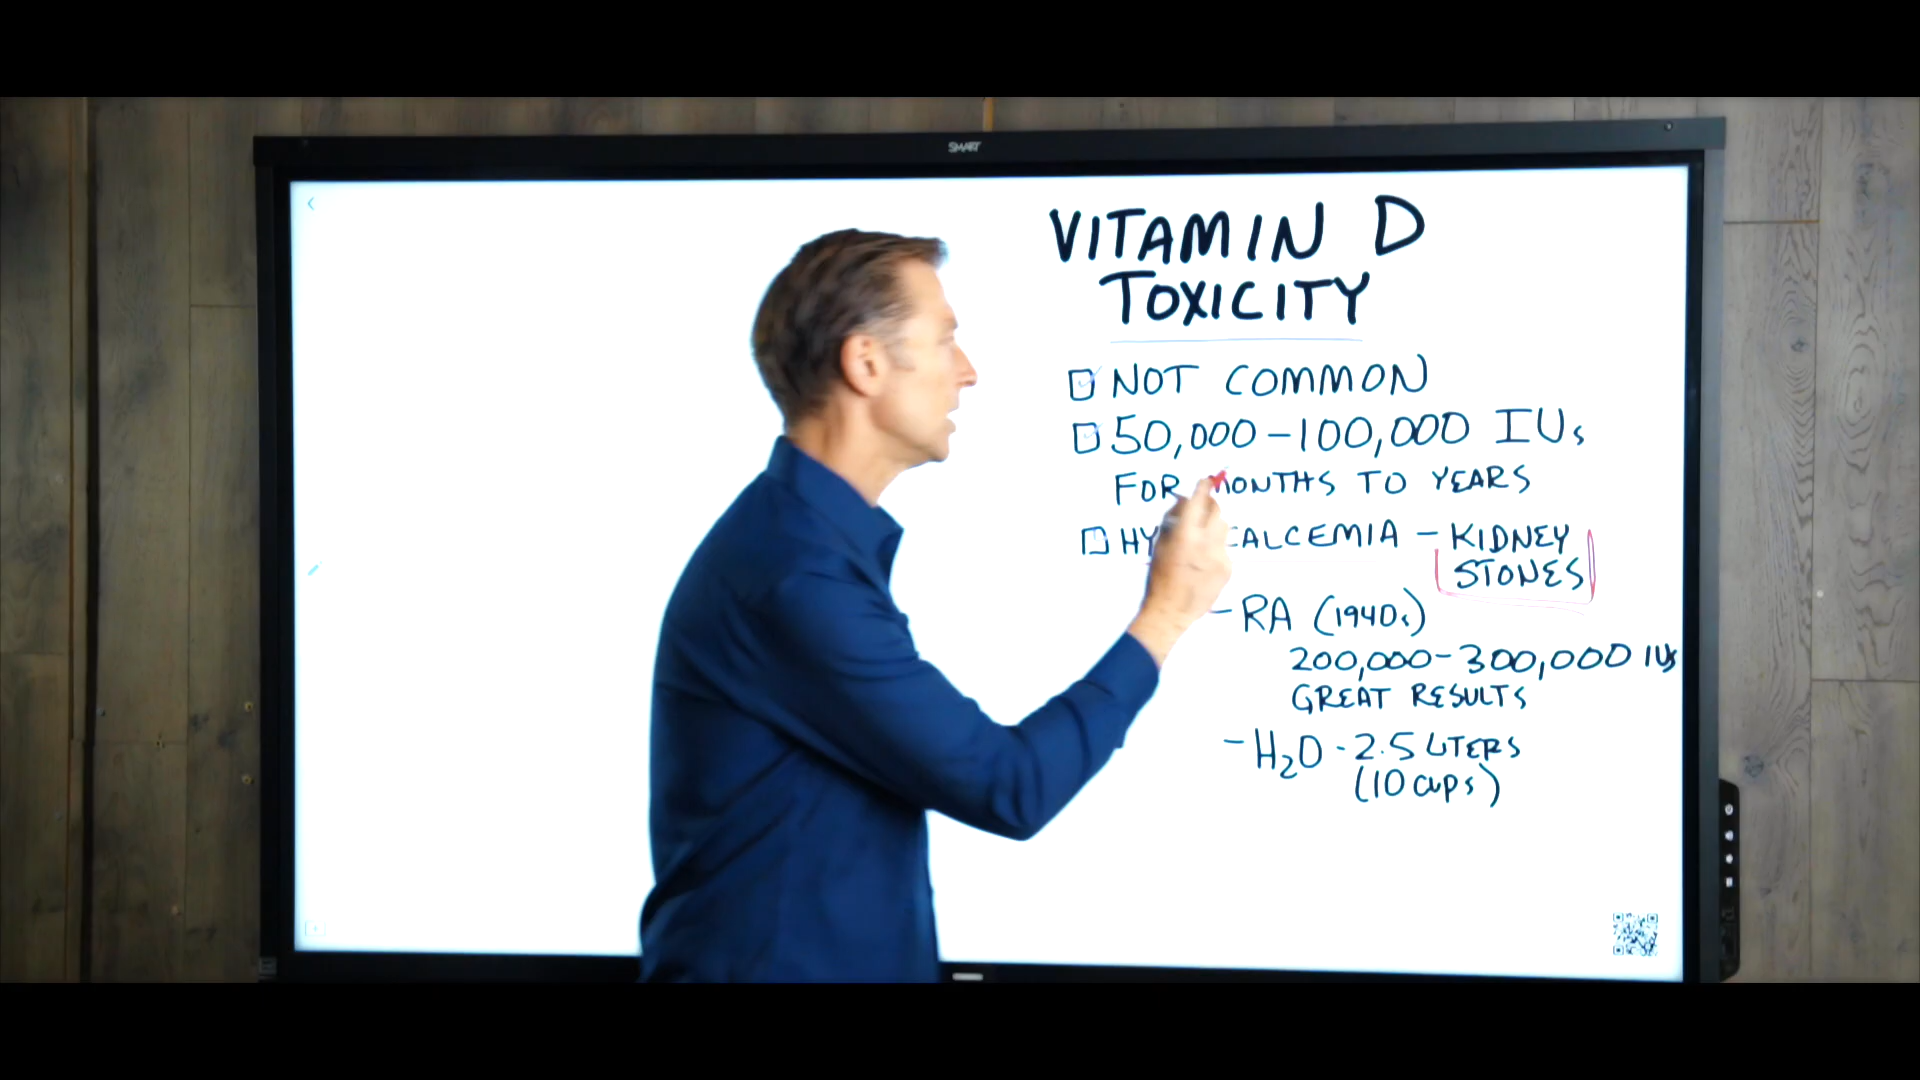 SMART
VITAMIN D
TOXICITY
NOT COMMON
50,000-100,000 IUs
FOR MONTHS TO YEARS
CALCEMIA - KIDNEY
STONES
- RA (1940s)
200,000-300,000 IUs
GREAT RESULTS
- H₂O - 2.5 LITERS
(10 cups)